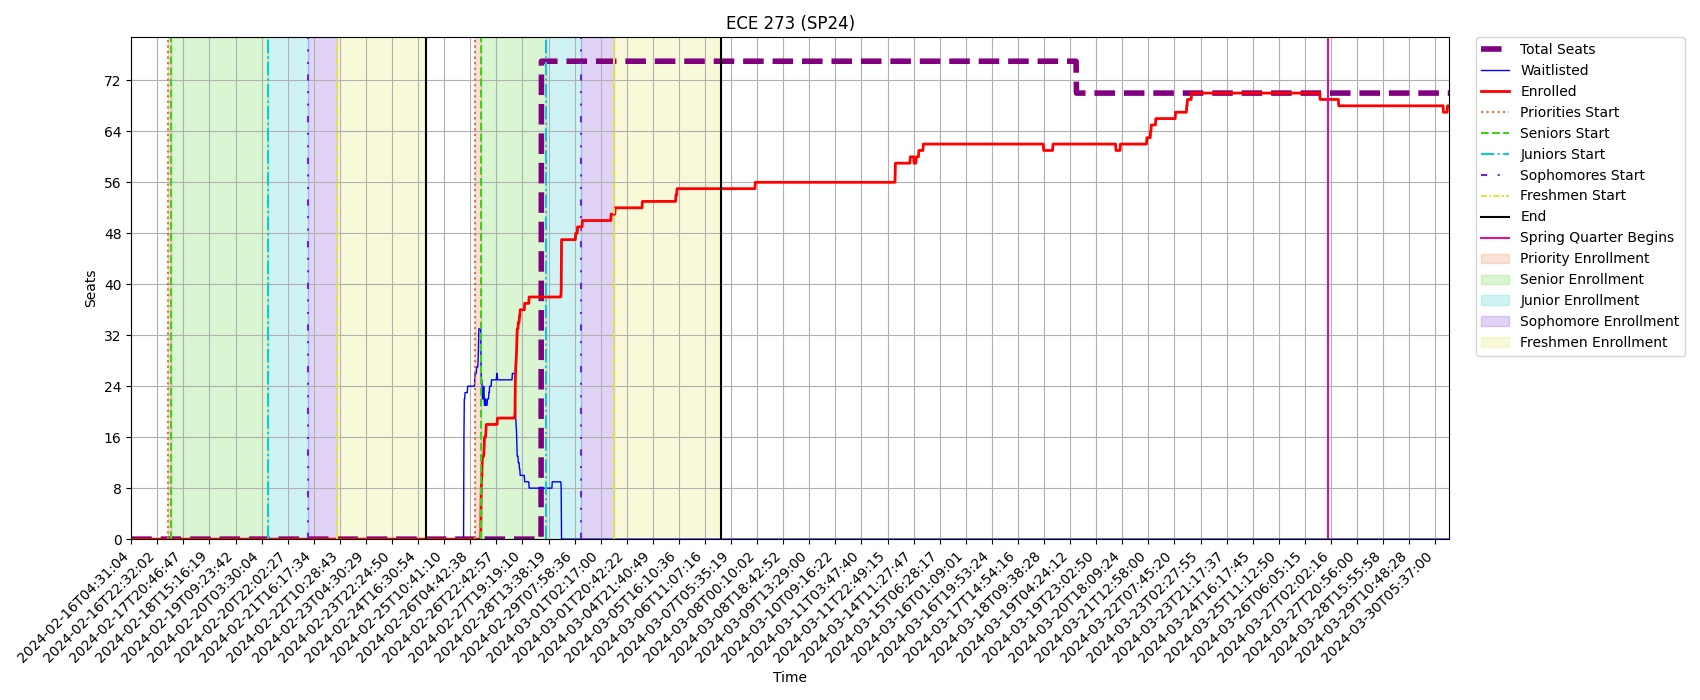 ECE 273 (SP24)
Seats
72
64
56
48
40
32
24
16
8
0
2024-02-16T04:31:04
2024-02-16T22:32:02
2024-02-17T20:46:47
2024-02-18T15:16:19
2024-02-19T09:23:42
2024-02-20T03:30:04
2024-02-20T22:02:27
2024-02-21T16:17:34
2024-02-22T10:28:43
2024-02-23T04:30:29
2024-02-23T22:24:50
2024-02-24T16:30:54
2024-02-25T10:41:10
2024-02-26T04:42:38
2024-02-26T22:42:57
2024-02-27T19:19:10
2024-02-28T13:38:19
2024-02-29T07:58:36
2024-03-01T02:17:00
2024-03-01T20:42:22
2024-03-04T21:40:49
2024-03-05T16:10:36
2024-03-06T11:07:16
2024-03-07T05:35:19
2024-03-08T00:10:02
2024-03-08T18:42:52
2024-03-09T13:29:00
2024-03-10T09:16:22
2024-03-11T03:47:40
2024-03-11T22:49:15
2024-03-14T11:27:47
2024-03-15T06:28:17
2024-03-16T01:09:01
2024-03-16T19:53:24
2024-03-17T14:54:16
2024-03-18T09:38:28
2024-03-19T04:24:12
2024-03-19T23:02:50
2024-03-20T18:09:24
2024-03-21T12:58:00
2024-03-22T07:45:20
2024-03-23T02:27:55
2024-03-23T21:17:37
2024-03-24T16:17:45
2024-03-25T11:12:50
2024-03-26T06:05:15
2024-03-27T02:02:16
2024-03-27T20:56:00
2024-03-28T15:55:58
2024-03-29T10:48:28
2024-03-30T05:37:00
Time
Total Seats
Waitlisted
Enrolled
Priorities Start
Seniors Start
Juniors Start
Sophomores Start
Freshmen Start
End
Spring Quarter Begins
Priority Enrollment
Senior Enrollment
Junior Enrollment
Sophomore Enrollment
Freshmen Enrollment